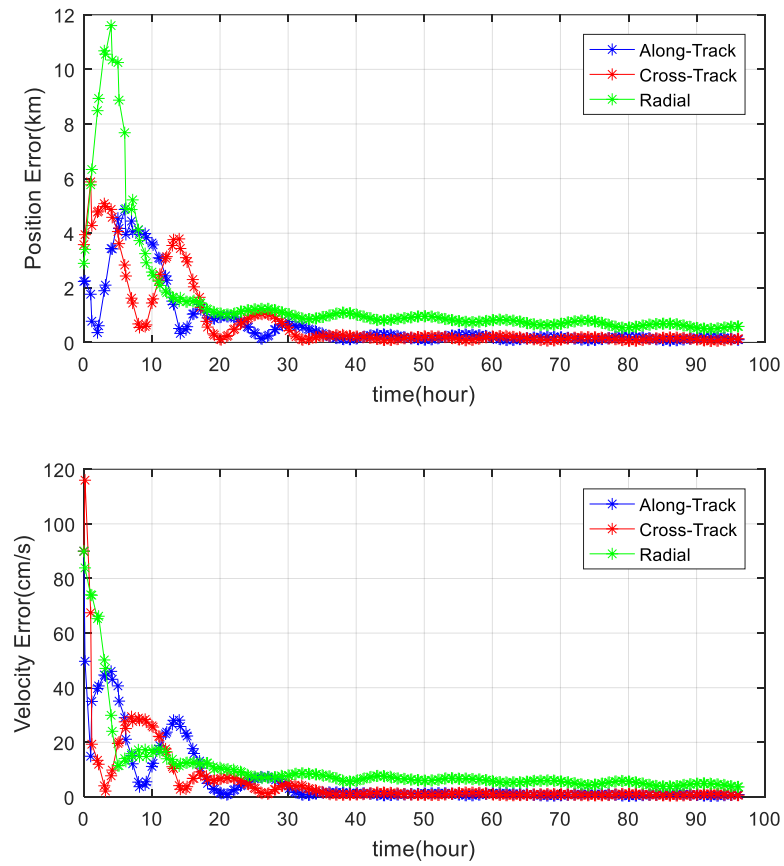 12
10
8
6
4
2
0
Position Error(km)
Along-Track
Cross-Track
Radial
0 10 20 30 40 50 60 70 80 90 100
time(hour)
120
100
80
60
40
20
0
Velocity Error(cm/s)
Along-Track
Cross-Track
Radial
0 10 20 30 40 50 60 70 80 90 100
time(hour)